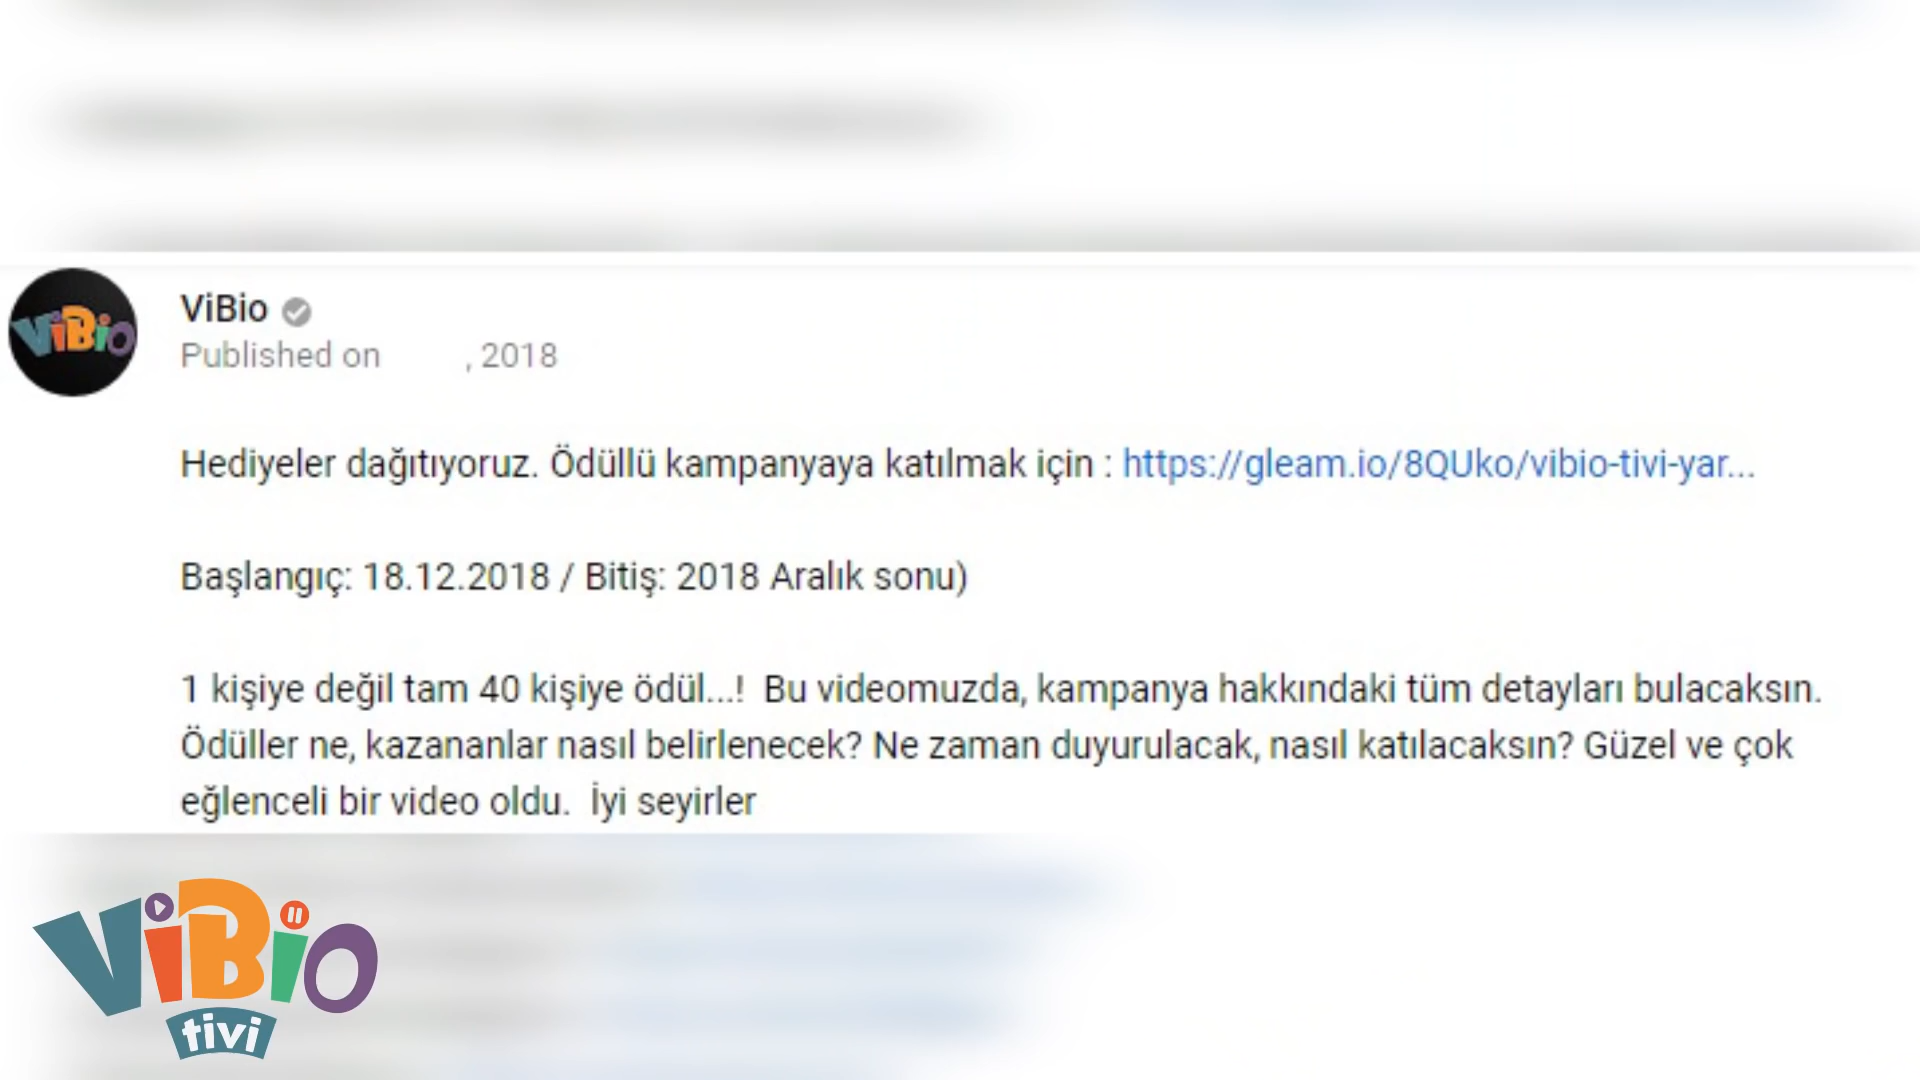 ViBio
ViBio
Published on , 2018
Hediyeler dağıtıyoruz. Ödüllü kampanyaya katılmak için : https://gleam.io/8QUko/vibio-tivi-yar...
Başlangıç: 18.12.2018 / Bitiş: 2018 Aralık sonu)
1 kişiye değil tam 40 kişiye ödül...! Bu videomuzda, kampanya hakkındaki tüm detayları bulacaksın.
Ödüller ne, kazananlar nasıl belirlenecek? Ne zaman duyurulacak, nasıl katılacaksın? Güzel ve çok
eğlenceli bir video oldu. İyi seyirler
ViBio
tivi